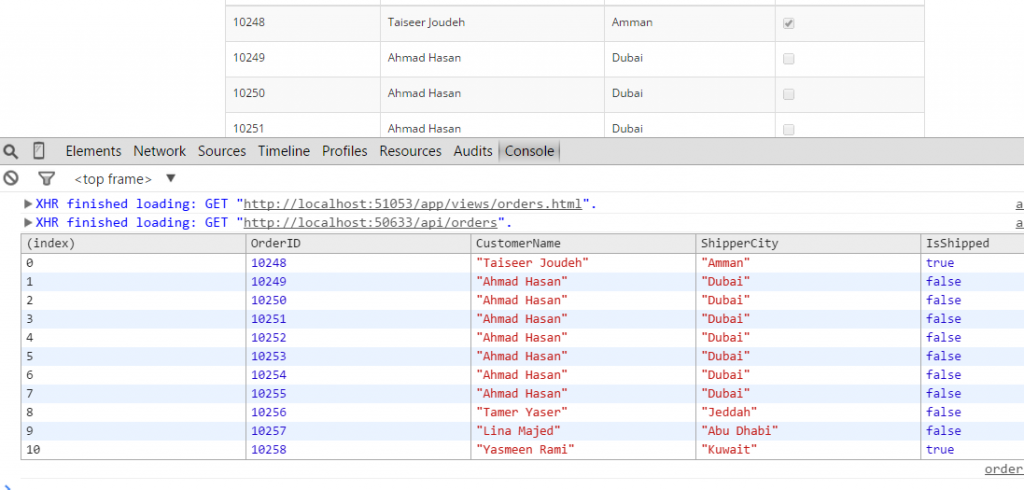 10248 Taiseer Joudeh Amman
10249 Ahmad Hasan Dubai
10250 Ahmad Hasan Dubai
10251 Ahmad Hasan Dubai
Elements Network Sources Timeline Profiles Resources Audits Console
<top frame> ▼
▶ XHR finished loading: GET "http://localhost:51053/app/views/orders.html". a
▶ XHR finished loading: GET "http://localhost:50633/api/orders". a
(index) OrderID CustomerName ShipperCity IsShipped
0 10248 "Taiseer Joudeh" "Amman" true
1 10249 "Ahmad Hasan" "Dubai" false
2 10250 "Ahmad Hasan" "Dubai" false
3 10251 "Ahmad Hasan" "Dubai" false
4 10252 "Ahmad Hasan" "Dubai" false
5 10253 "Ahmad Hasan" "Dubai" false
6 10254 "Ahmad Hasan" "Dubai" false
7 10255 "Ahmad Hasan" "Dubai" false
8 10256 "Tamer Yaser" "Jeddah" false
9 10257 "Lina Majed" "Abu Dhabi" false
10 10258 "Yasmeen Rami" "Kuwait" true
order